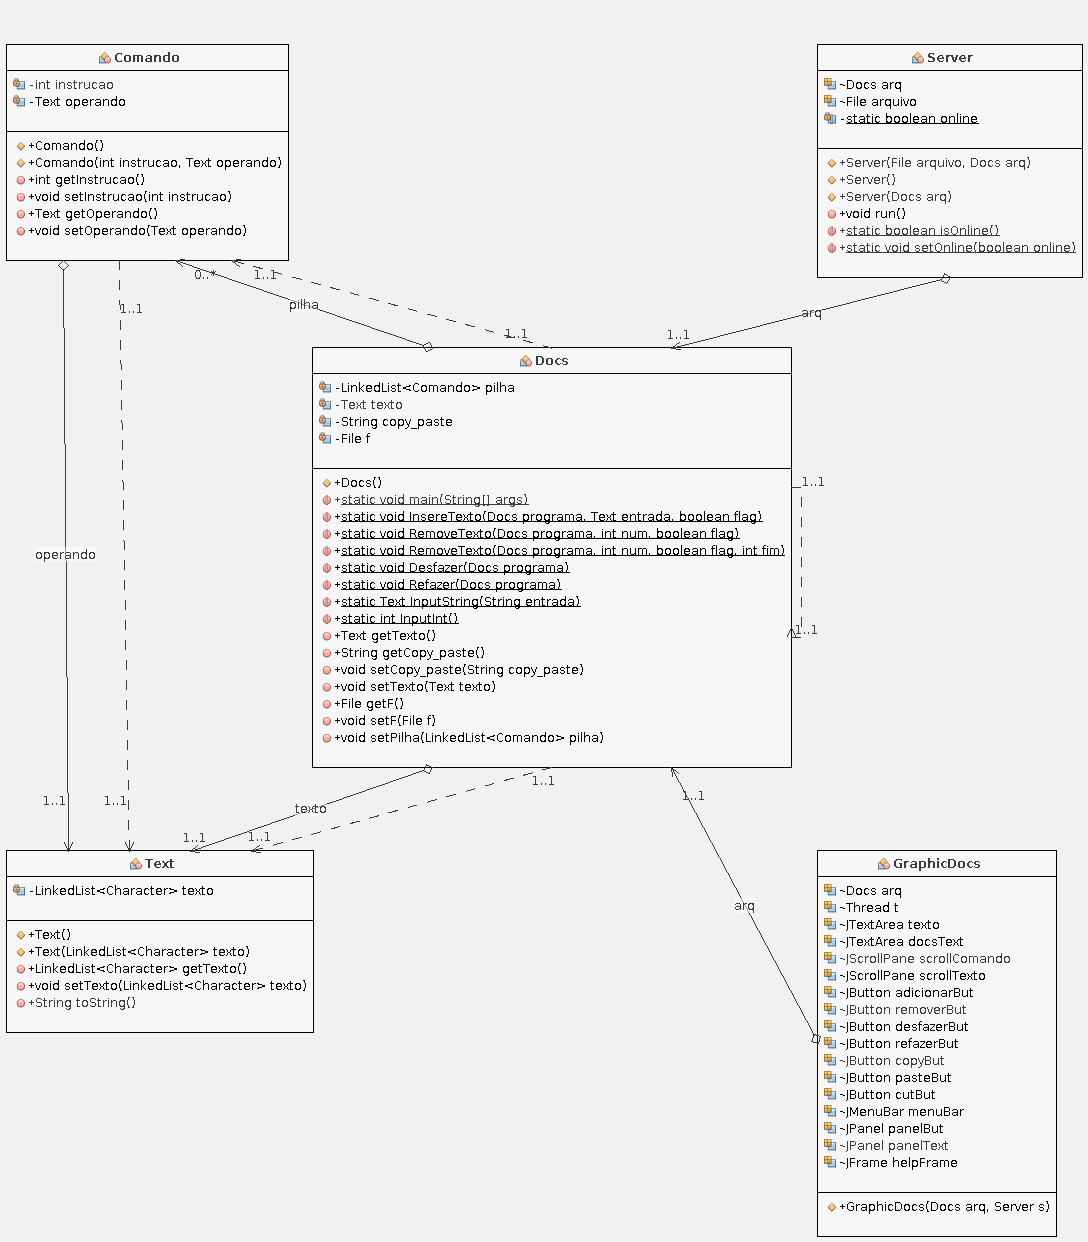 Comando
-int instrucao
-Text operando
+Comando()
+Comando(int instrucao, Text operando)
+int getInstrucao()
+void setInstrucao(int instrucao)
+Text getOperando()
+void setOperando(Text operando)
Server
~Docs arq
~File arquivo
-static boolean online
+Server(File arquivo, Docs arq)
+Server()
+Server(Docs arq)
+void run()
+static boolean isOnline()
+static void setOnline(boolean online)
0..*
1..1
1..1
pilha
1..1
arq
1..1
Docs
-LinkedList<Comando> pilha
-Text texto
-String copy_paste
-File f
+Docs()
+static void main(String[] args)
+static void InsereTexto(Docs programa, Text entrada, boolean flag)
+static void RemoveTexto(Docs programa, int num, boolean flag)
+static void RemoveTexto(Docs programa, int num, boolean flag, int fim)
+static void Desfazer(Docs programa)
+static void Refazer(Docs programa)
+static Text InputString(String entrada)
+static int InputInt()
+Text getTexto()
+String getCopy_paste()
+void setCopy_paste(String copy_paste)
+void setTexto(Text texto)
+File getF()
+void setF(File f)
+void setPilha(LinkedList<Comando> pilha)
1..1
1..1
operando
1..1
1..1
1..1
texto
1..1
1..1
1..1
arq
Text
-LinkedList<Character> texto
+Text()
+Text(LinkedList<Character> texto)
+LinkedList<Character> getTexto()
+void setTexto(LinkedList<Character> texto)
+String toString()
GraphicDocs
~Docs arq
~Thread t
~JTextArea texto
~JTextArea docsText
~JScrollPane scrollComando
~JScrollPane scrollTexto
~JButton adicionarBut
~JButton removerBut
~JButton desfazerBut
~JButton refazerBut
~JButton copyBut
~JButton pasteBut
~JButton cutBut
~JMenuBar menuBar
~JPanel panelBut
~JPanel panelText
~JFrame helpFrame
+GraphicDocs(Docs arq, Server s)